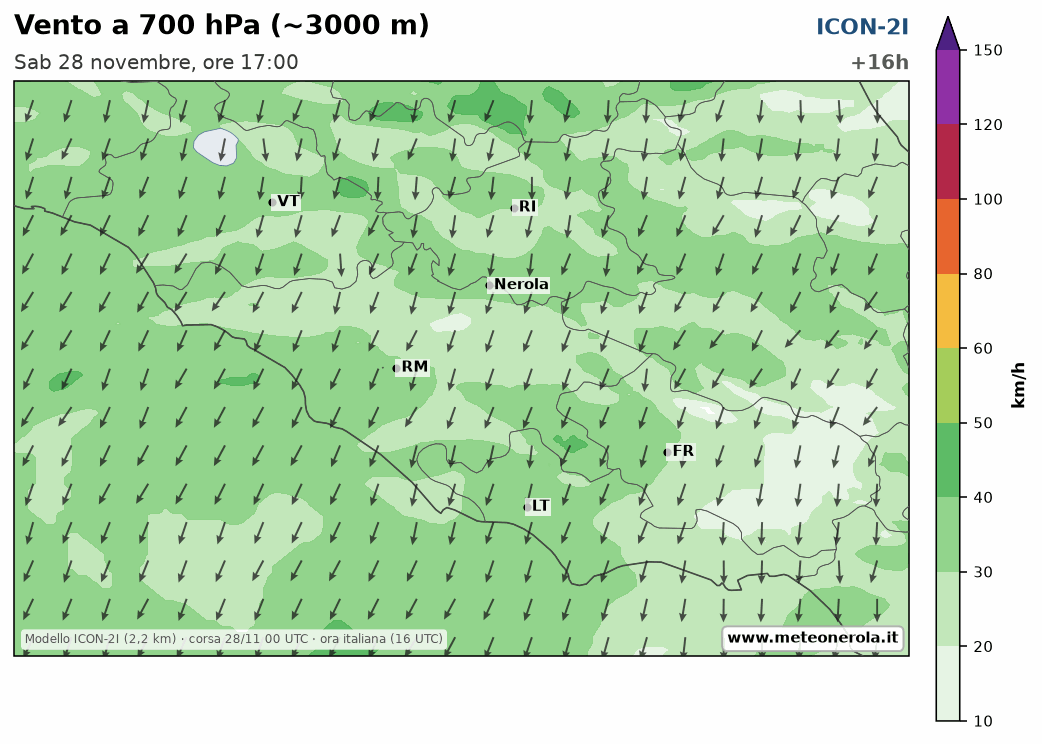 Vento a 700 hPa (~3000 m)
ICON-2I
Sab 28 novembre, ore 17:00
+16h
VT
RI
Nerola
RM
FR
LT
Modello ICON-2I (2,2 km) · corsa 28/11 00 UTC · ora italiana (16 UTC)
www.meteonerola.it
150
120
100
80
60
50
40
30
20
10
km/h